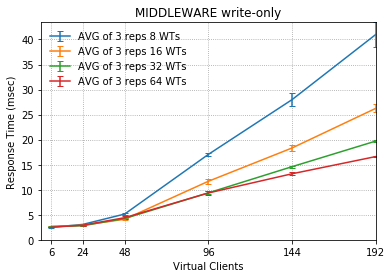 MIDDLEWARE write-only
AVG of 3 reps 8 WTs
AVG of 3 reps 16 WTs
AVG of 3 reps 32 WTs
AVG of 3 reps 64 WTs
Response Time (msec)
40
35
30
25
20
15
10
5
0
6 24 48 96 144 192
Virtual Clients